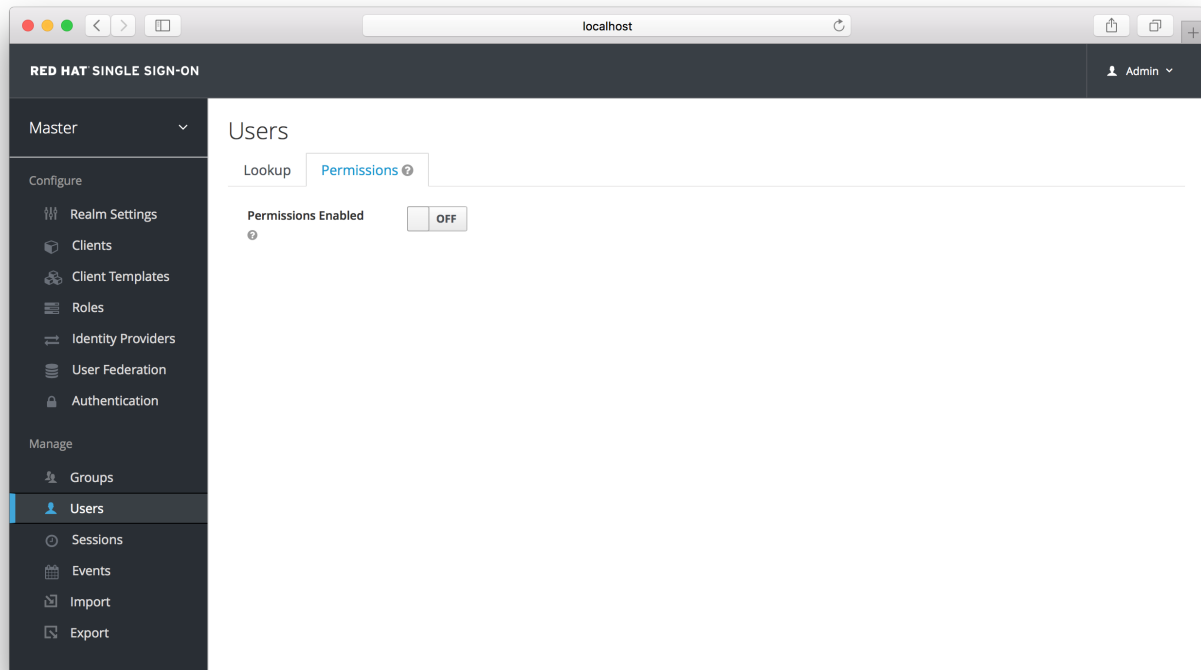 localhost
RED HAT SINGLE SIGN-ON
Admin
Master
Users
Lookup
Permissions
Permissions Enabled
OFF
Configure
Realm Settings
Clients
Client Templates
Roles
Identity Providers
User Federation
Authentication
Manage
Groups
Users
Sessions
Events
Import
Export